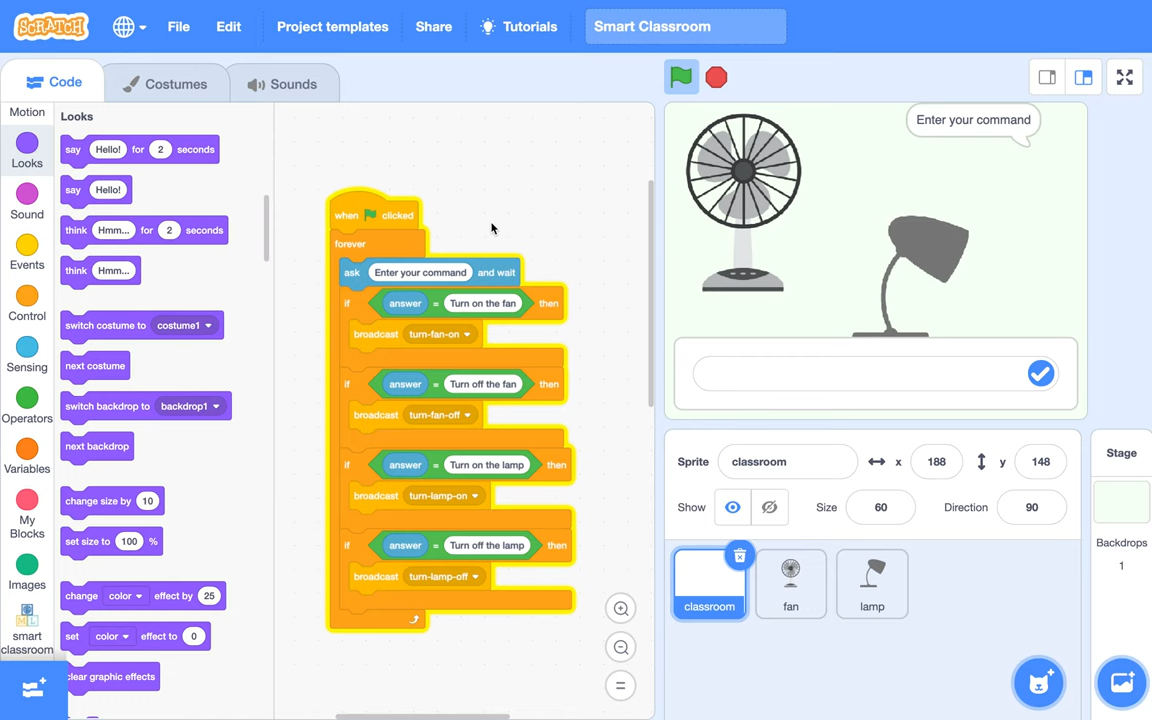 SCRATCH
File
Edit
Project templates
Share
Tutorials
Smart Classroom
Code
Costumes
Sounds
Motion
Looks
Sound
Events
Control
Sensing
Operators
Variables
My
Blocks
Images
smart
classroom
Looks
say Hello! for 2 seconds
say Hello!
think Hmm... for 2 seconds
think Hmm...
switch costume to costume1
next costume
switch backdrop to backdrop1
next backdrop
change size by 10
set size to 100 %
change color effect by 25
set color effect to 0
clear graphic effects
when clicked
forever
ask Enter your command and wait
if answer = Turn on the fan then
broadcast turn-fan-on
if answer = Turn off the fan then
broadcast turn-fan-off
if answer = Turn on the lamp then
broadcast turn-lamp-on
if answer = Turn off the lamp then
broadcast turn-lamp-off
Enter your command
Sprite classroom x 188 y 148
Show Size 60 Direction 90
classroom
fan
lamp
Stage
Backdrops
1